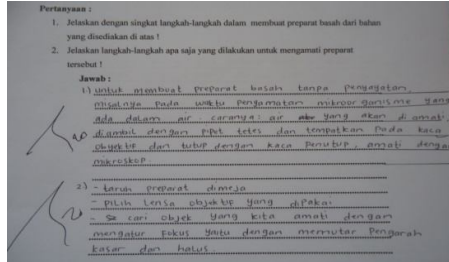 Pertanyaan :
1. Jelaskan dengan singkat langkah-langkah dalam membuat preparat basah dari bahan
yang disediakan di atas !
2. Jelaskan langkah-langkah apa saja yang dilakukan untuk mengamati preparat
tersebut !
Jawab :
1.) untuk membuat preparat basah tanpa penyayatan,
misalnya pada waktu pengamatan mikroorganisme yang
ada dalam air. caranya: air yang akan diamati
diambil dengan pipet tetes dan tempatkan pada kaca
objektif dan tutup dengan kaca penutup. amati dengan
mikroskop
2) - taruh preparat dimeja
- pilih lensa objektif yang dipakai
- cari objek yang kita amati dengan
mengatur fokus yaitu dengan memutar pengarah
kasar dan halus.